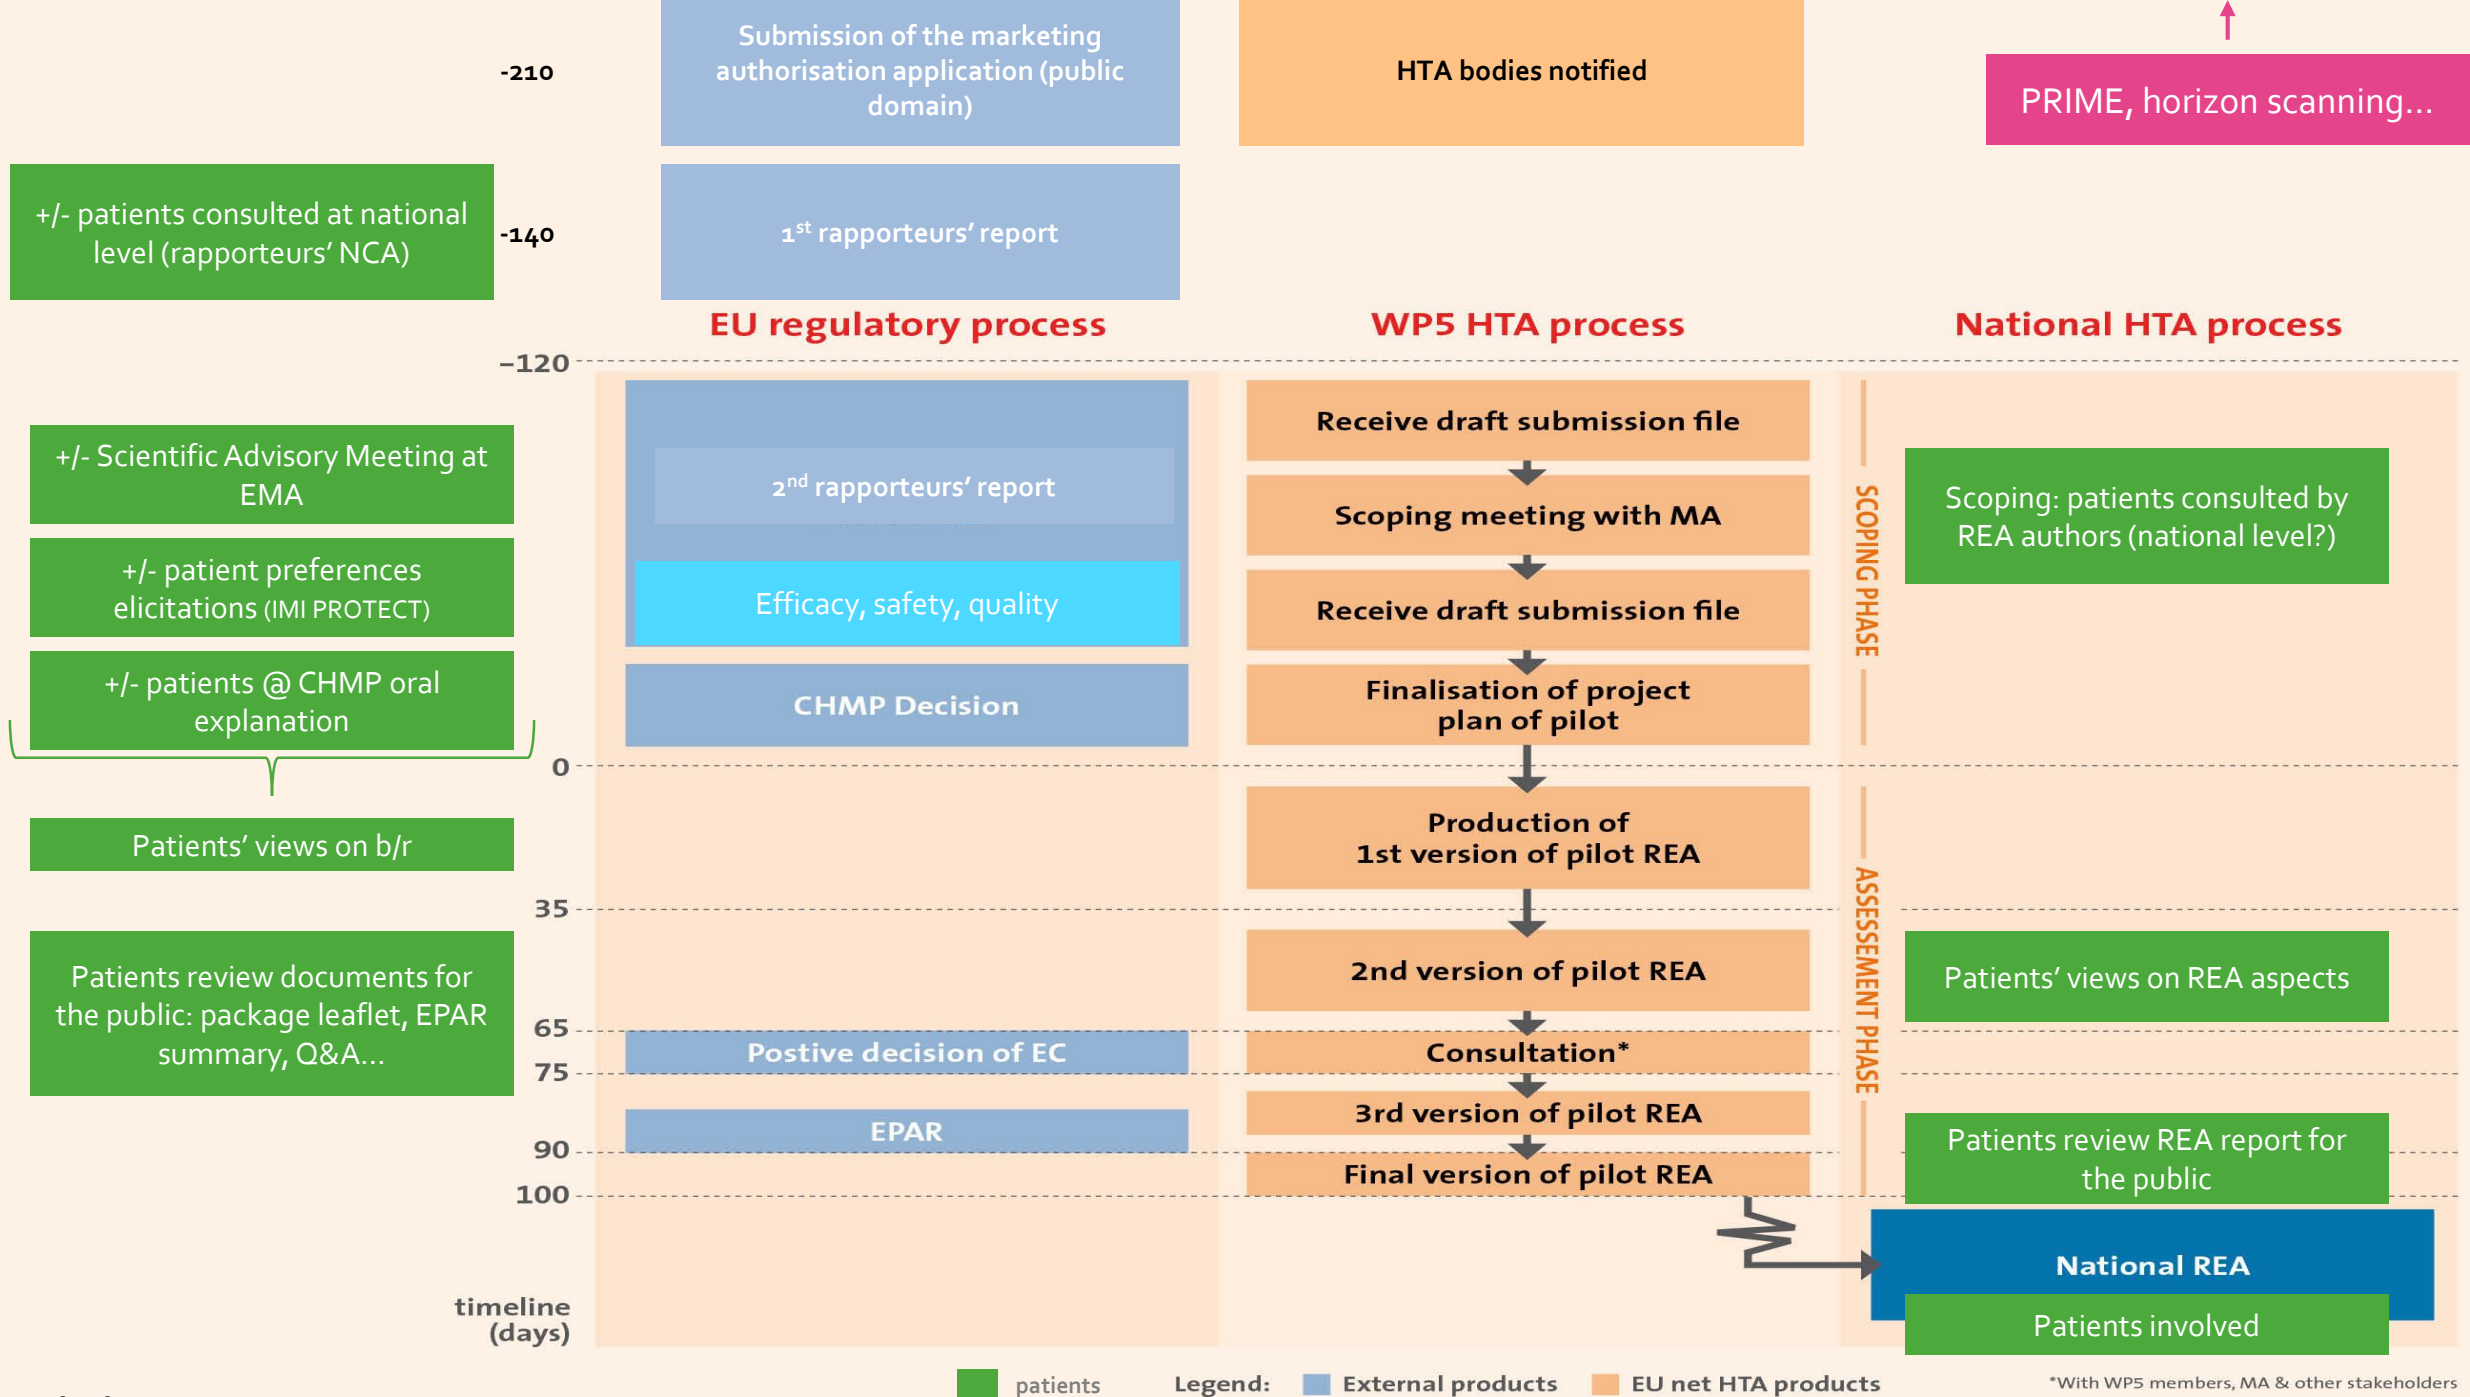 Submission of the marketing
authorisation application (public
domain)
-210
HTA bodies notified
PRIME, horizon scanning...
+/- patients consulted at national
level (rapporteurs' NCA)
-140
1st rapporteurs' report
EU regulatory process
WP5 HTA process
National HTA process
–120
Receive draft submission file
+/- Scientific Advisory Meeting at
EMA
2nd rapporteurs' report
Scoping meeting with MA
SCOPING PHASE
Scoping: patients consulted by
REA authors (national level?)
+/- patient preferences
elicitations (IMI PROTECT)
Efficacy, safety, quality
Receive draft submission file
+/- patients @ CHMP oral
explanation
CHMP Decision
Finalisation of project
plan of pilot
0
Patients' views on b/r
Production of
1st version of pilot REA
35
ASSESSEMENT PHASE
Patients review documents for
the public: package leaflet, EPAR
summary, Q&A...
2nd version of pilot REA
Patients' views on REA aspects
65
Postive decision of EC
Consultation*
75
3rd version of pilot REA
EPAR
Patients review REA report for
the public
90
Final version of pilot REA
100
National REA
timeline
(days)
Patients involved
patients
Legend:
External products
EU net HTA products
*With WP5 members, MA & other stakeholders